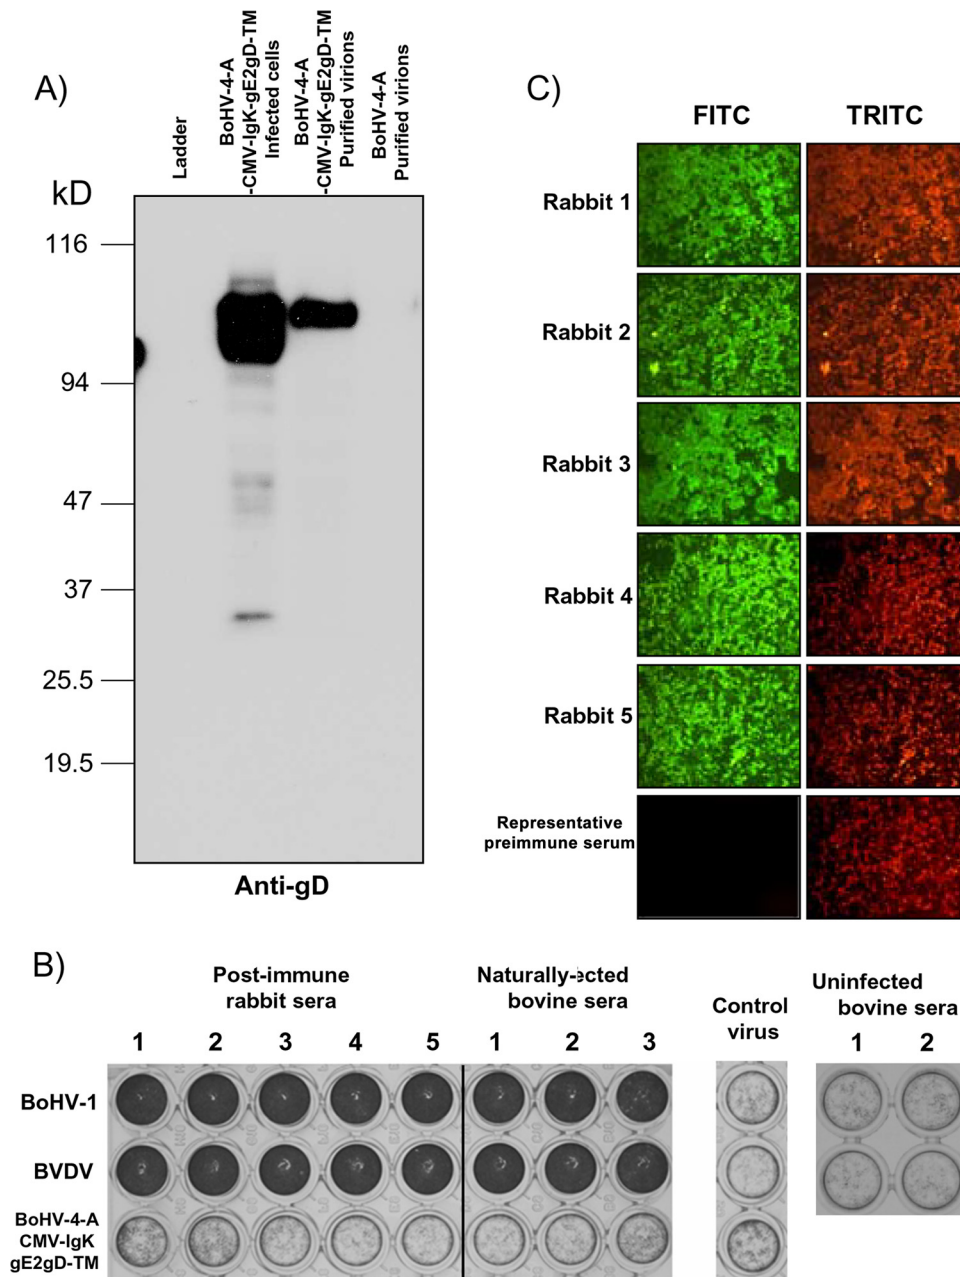 A)
Ladder
BoHV-4-A
-CMV-IgK-gE2gD-TM
Infected cells
BoHV-4-A
-CMV-IgK-gE2gD-TM
Purified virions
BoHV-4-A
Purified virions
kD
116
94
47
37
25.5
19.5
Anti-gD
C)
FITC
TRITC
Rabbit 1
Rabbit 2
Rabbit 3
Rabbit 4
Rabbit 5
Representative
preimmune serum
B)
Post-immune
rabbit sera
Naturally-ected
bovine sera
Control
virus
Uninfected
bovine sera
1 2 3 4 5 1 2 3 1 2
BoHV-1
BVDV
BoHV-4-A
CMV-IgK
gE2gD-TM